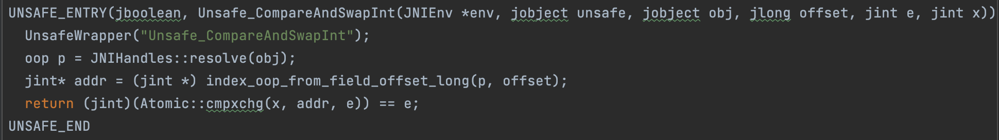 UNSAFE_ENTRY(jboolean, Unsafe_CompareAndSwapInt(JNIEnv *env, jobject unsafe, jobject obj, jlong offset, jint e, jint x))
  UnsafeWrapper("Unsafe_CompareAndSwapInt");
  oop p = JNIHandles::resolve(obj);
  jint* addr = (jint *) index_oop_from_field_offset_long(p, offset);
  return (jint)(Atomic::cmpxchg(x, addr, e)) == e;
UNSAFE_END